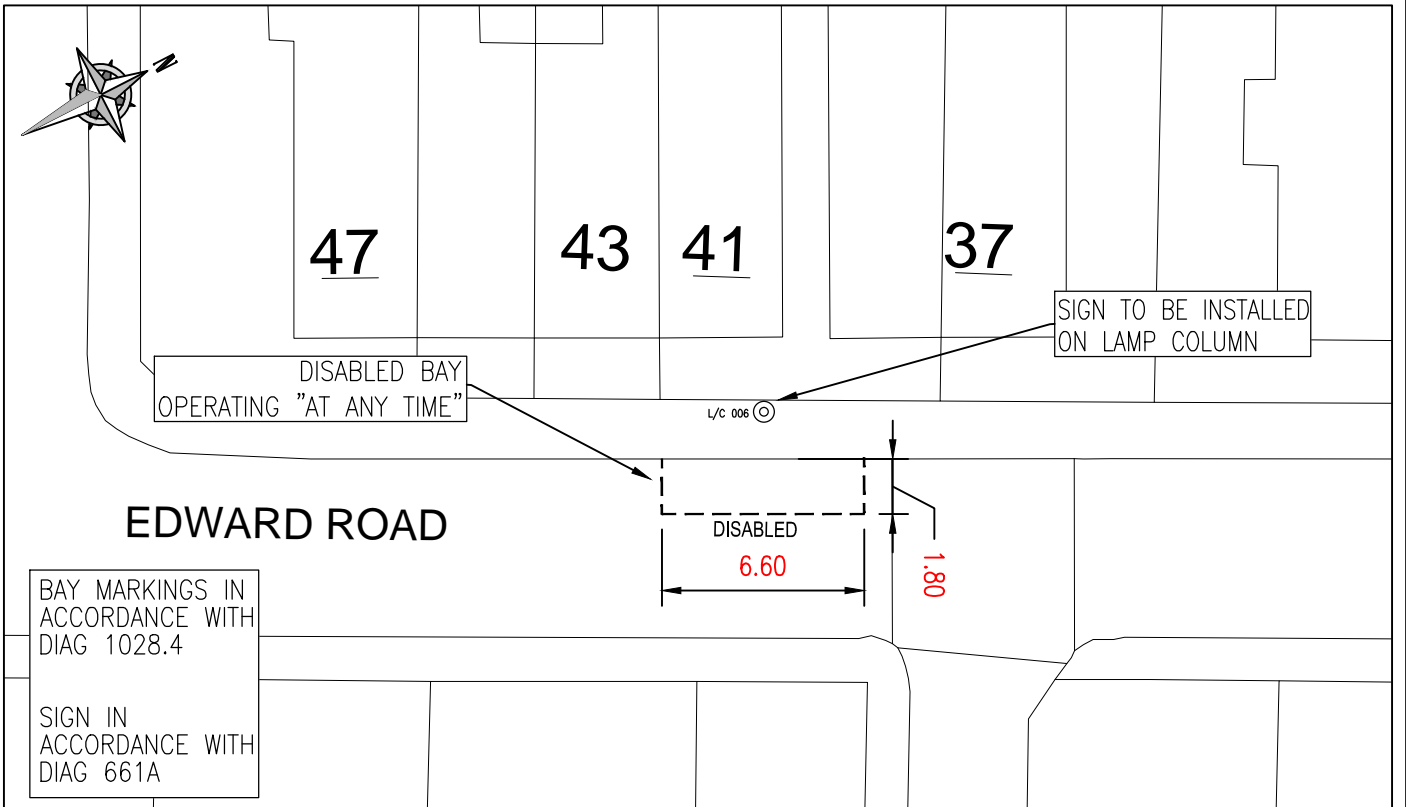 N
47
43
41
37
SIGN TO BE INSTALLED
ON LAMP COLUMN
DISABLED BAY
OPERATING "AT ANY TIME"
L/C 006
EDWARD ROAD
DISABLED
6.60
1.80
BAY MARKINGS IN
ACCORDANCE WITH
DIAG 1028.4
SIGN IN
ACCORDANCE WITH
DIAG 661A